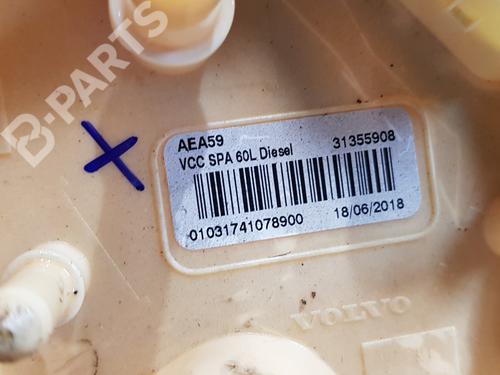 B-PARTS
AEA59 31355908
VCC SPA 60L Diesel
01031741078900 18/06/2018
VOLVO